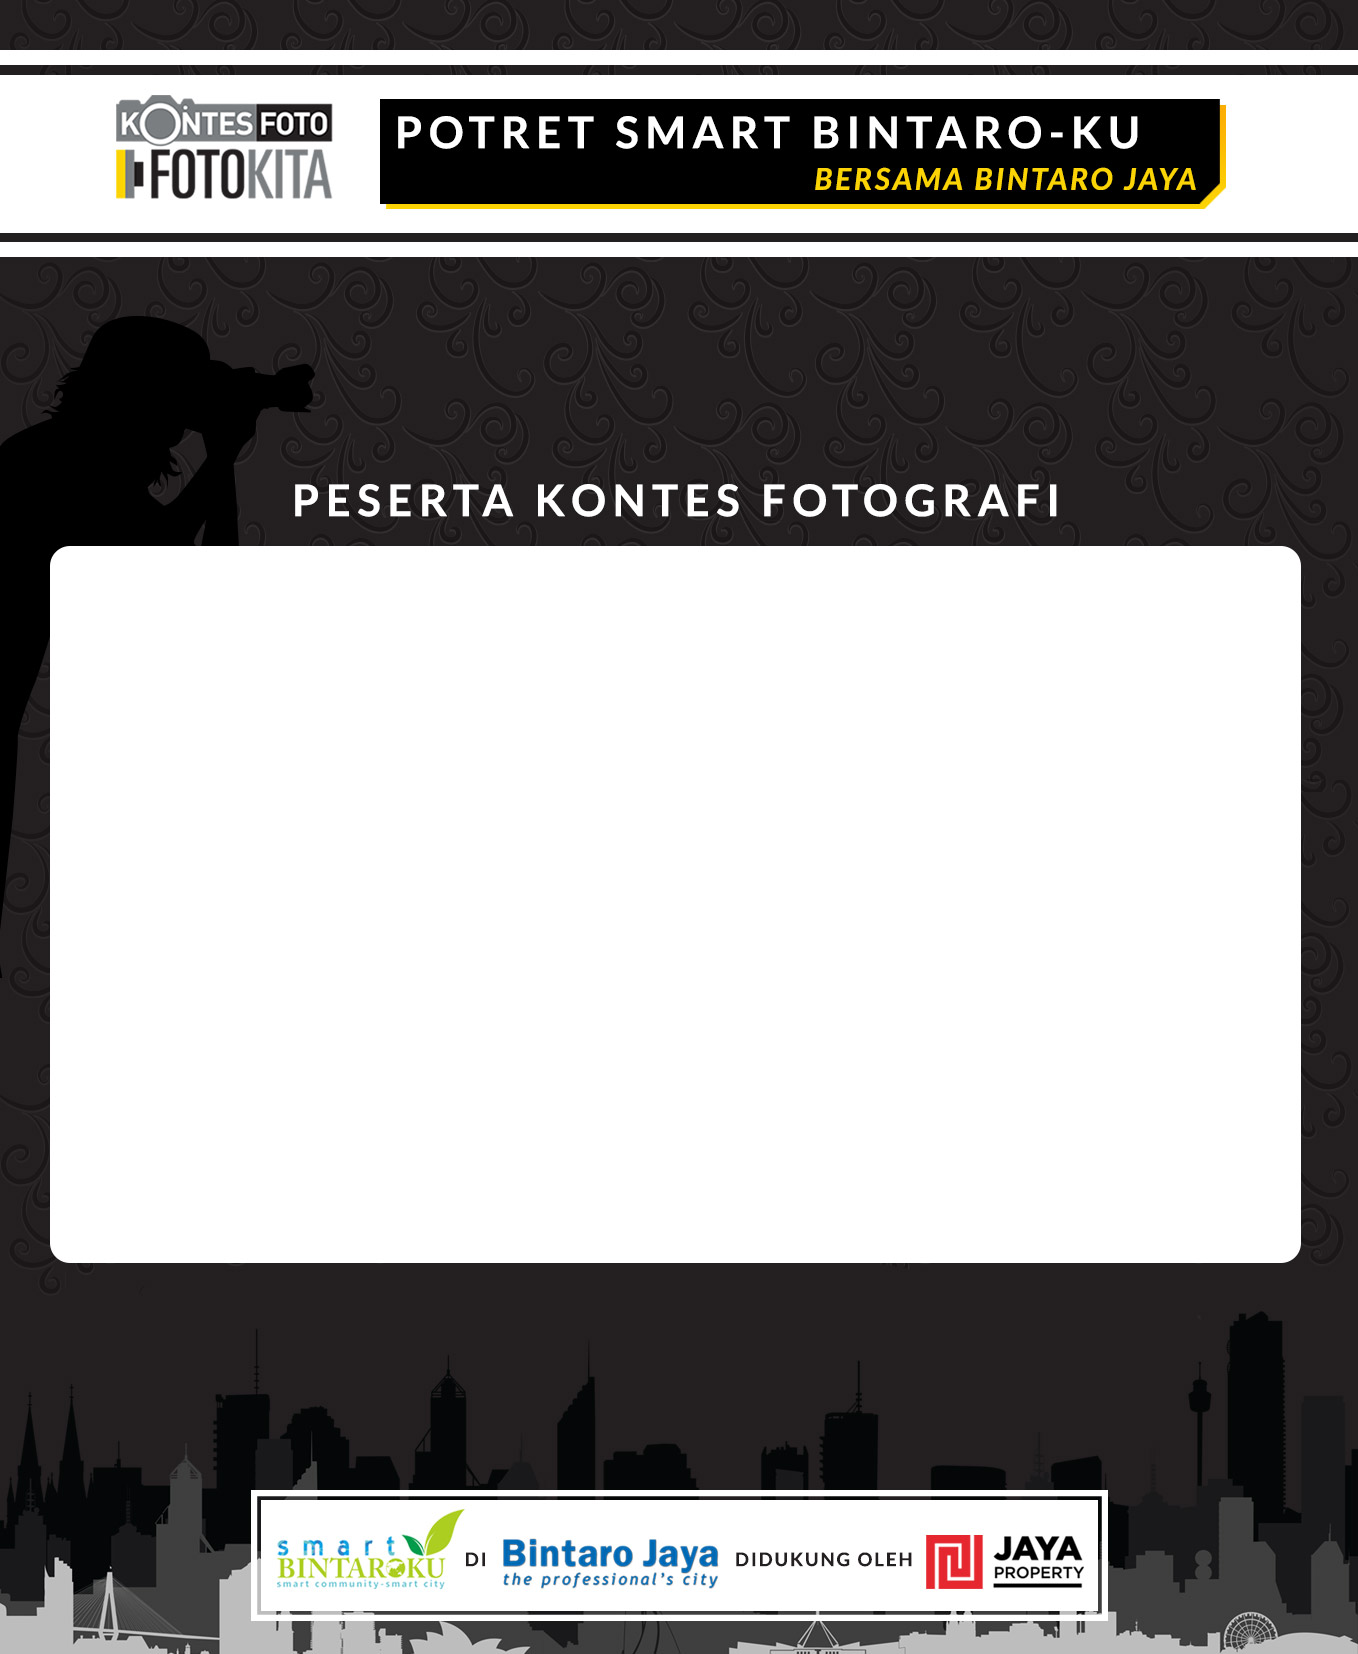 KONTES FOTO
FOTOKITA
POTRET SMART BINTARO-KU
BERSAMA BINTARO JAYA
PESERTA KONTES FOTOGRAFI
smart
BINTAROKU
smart community-smart city
DI
Bintaro Jaya
the professional's city
DIDUKUNG OLEH
JAYA
PROPERTY